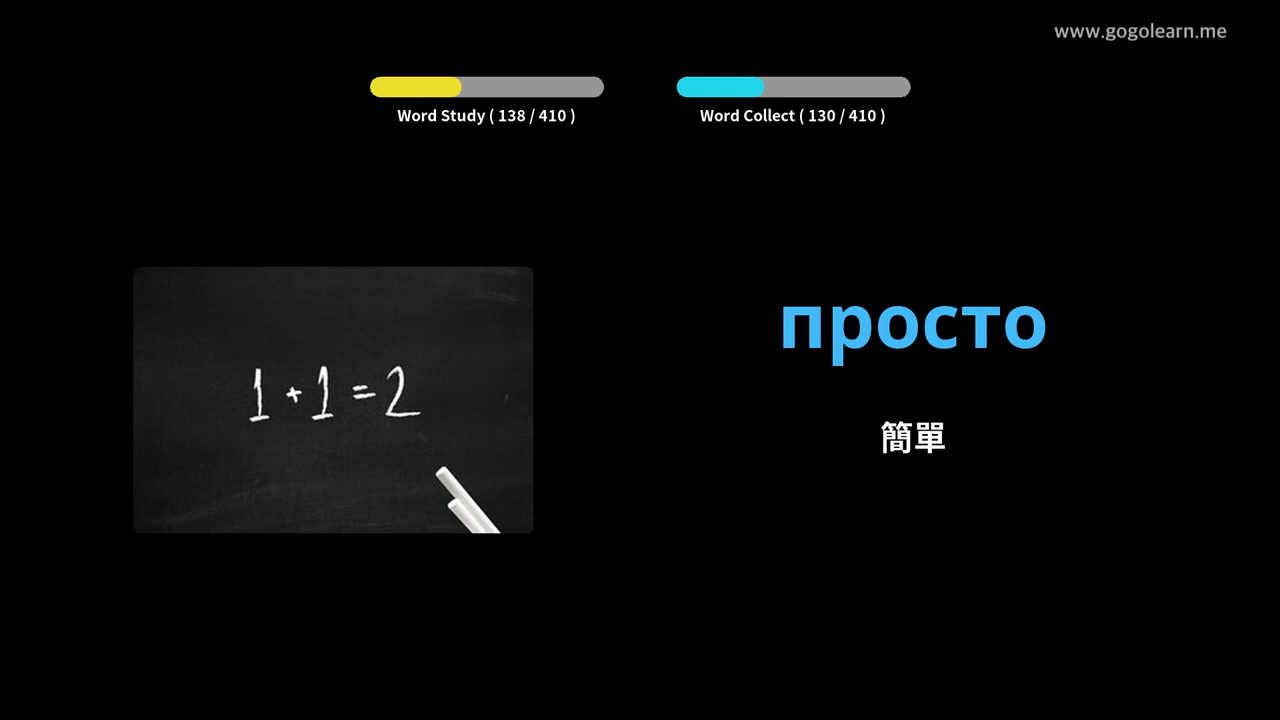 www.gogolearn.me
Word Study ( 138 / 410 )
Word Collect ( 130 / 410 )
1 + 1 = 2
просто
簡單